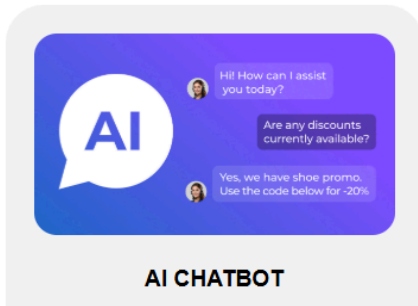 AI
Hi! How can I assist
you today?
Are any discounts
currently available?
Yes, we have shoe promo.
Use the code below for -20%
AI CHATBOT